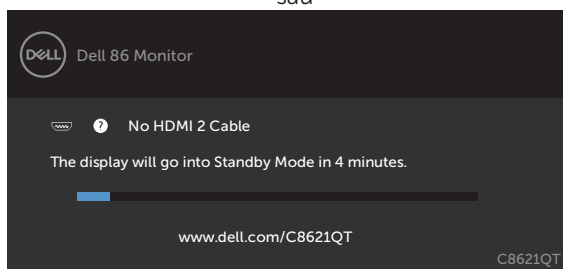 sau
DELL
Dell 86 Monitor
? No HDMI 2 Cable
The display will go into Standby Mode in 4 minutes.
www.dell.com/C8621QT
C8621QT